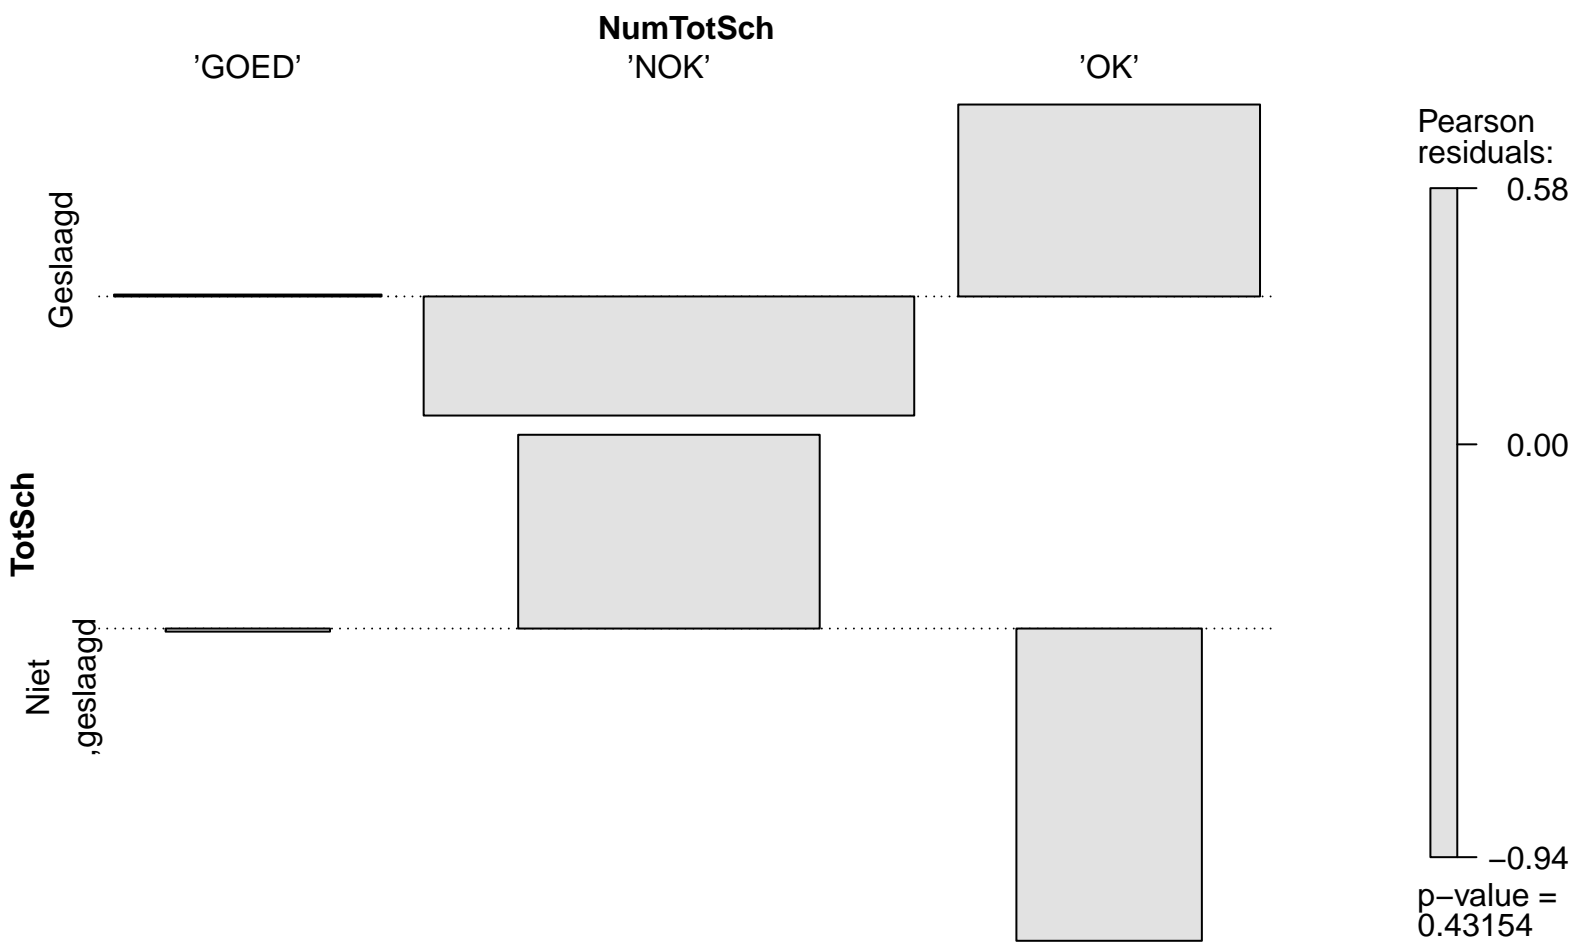 NumTotSch
’GOED’ ’NOK’ ’OK’
Pearson
residuals:
0.58
0.00
−0.94
p−value =
0.43154
TotSch
Geslaagd
Niet
,geslaagd